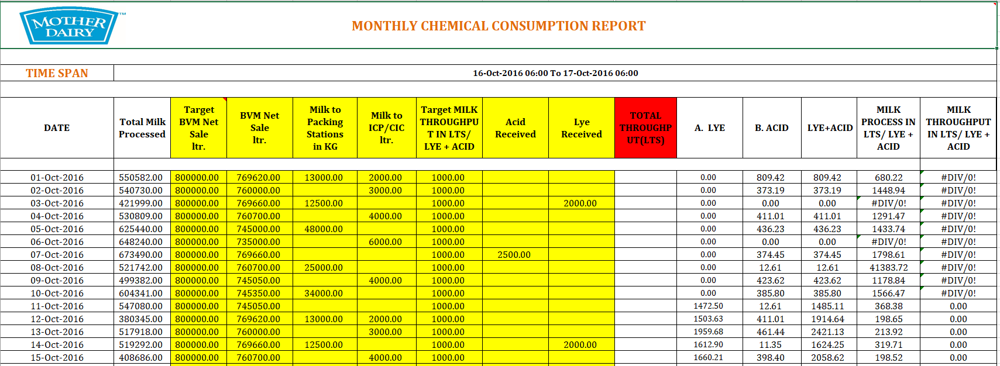 MOTHER DAIRY ™
MONTHLY CHEMICAL CONSUMPTION REPORT
TIME SPAN 16-Oct-2016 06:00 To 17-Oct-2016 06:00
DATE Total Milk Processed Target BVM Net Sale ltr. BVM Net Sale ltr. Milk to Packing Stations in KG Milk to ICP/CIC ltr. Target MILK THROUGHPUT IN LTS/ LYE + ACID Acid Received Lye Received TOTAL THROUGHPUT(LTS) A. LYE B. ACID LYE+ACID MILK PROCESS IN LTS/ LYE + ACID MILK THROUGHPUT IN LTS/ LYE + ACID
01-Oct-2016 550582.00 800000.00 769620.00 13000.00 2000.00 1000.00 0.00 809.42 809.42 680.22 #DIV/0!
02-Oct-2016 540730.00 800000.00 760000.00 3000.00 1000.00 0.00 373.19 373.19 1448.94 #DIV/0!
03-Oct-2016 421999.00 800000.00 769660.00 12500.00 1000.00 2000.00 0.00 0.00 0.00 #DIV/0! #DIV/0!
04-Oct-2016 530809.00 800000.00 760700.00 4000.00 1000.00 0.00 411.01 411.01 1291.47 #DIV/0!
05-Oct-2016 625440.00 800000.00 745000.00 48000.00 1000.00 0.00 436.23 436.23 1433.74 #DIV/0!
06-Oct-2016 648240.00 800000.00 735000.00 6000.00 1000.00 0.00 0.00 0.00 #DIV/0! #DIV/0!
07-Oct-2016 673490.00 800000.00 769660.00 1000.00 2500.00 0.00 374.45 374.45 1798.61 #DIV/0!
08-Oct-2016 521742.00 800000.00 760700.00 25000.00 1000.00 0.00 12.61 12.61 41383.72 #DIV/0!
09-Oct-2016 499382.00 800000.00 745050.00 4000.00 1000.00 0.00 423.62 423.62 1178.84 #DIV/0!
10-Oct-2016 604341.00 800000.00 745350.00 34000.00 1000.00 0.00 385.80 385.80 1566.47 #DIV/0!
11-Oct-2016 547080.00 800000.00 745050.00 1000.00 1472.50 12.61 1485.11 368.38 0.00
12-Oct-2016 380345.00 800000.00 769620.00 13000.00 2000.00 1000.00 1503.63 411.01 1914.64 198.65 0.00
13-Oct-2016 517918.00 800000.00 760000.00 3000.00 1000.00 1959.68 461.44 2421.13 213.92 0.00
14-Oct-2016 519292.00 800000.00 769660.00 12500.00 1000.00 2000.00 1612.90 11.35 1624.25 319.71 0.00
15-Oct-2016 408686.00 800000.00 760700.00 4000.00 1000.00 1660.21 398.40 2058.62 198.52 0.00